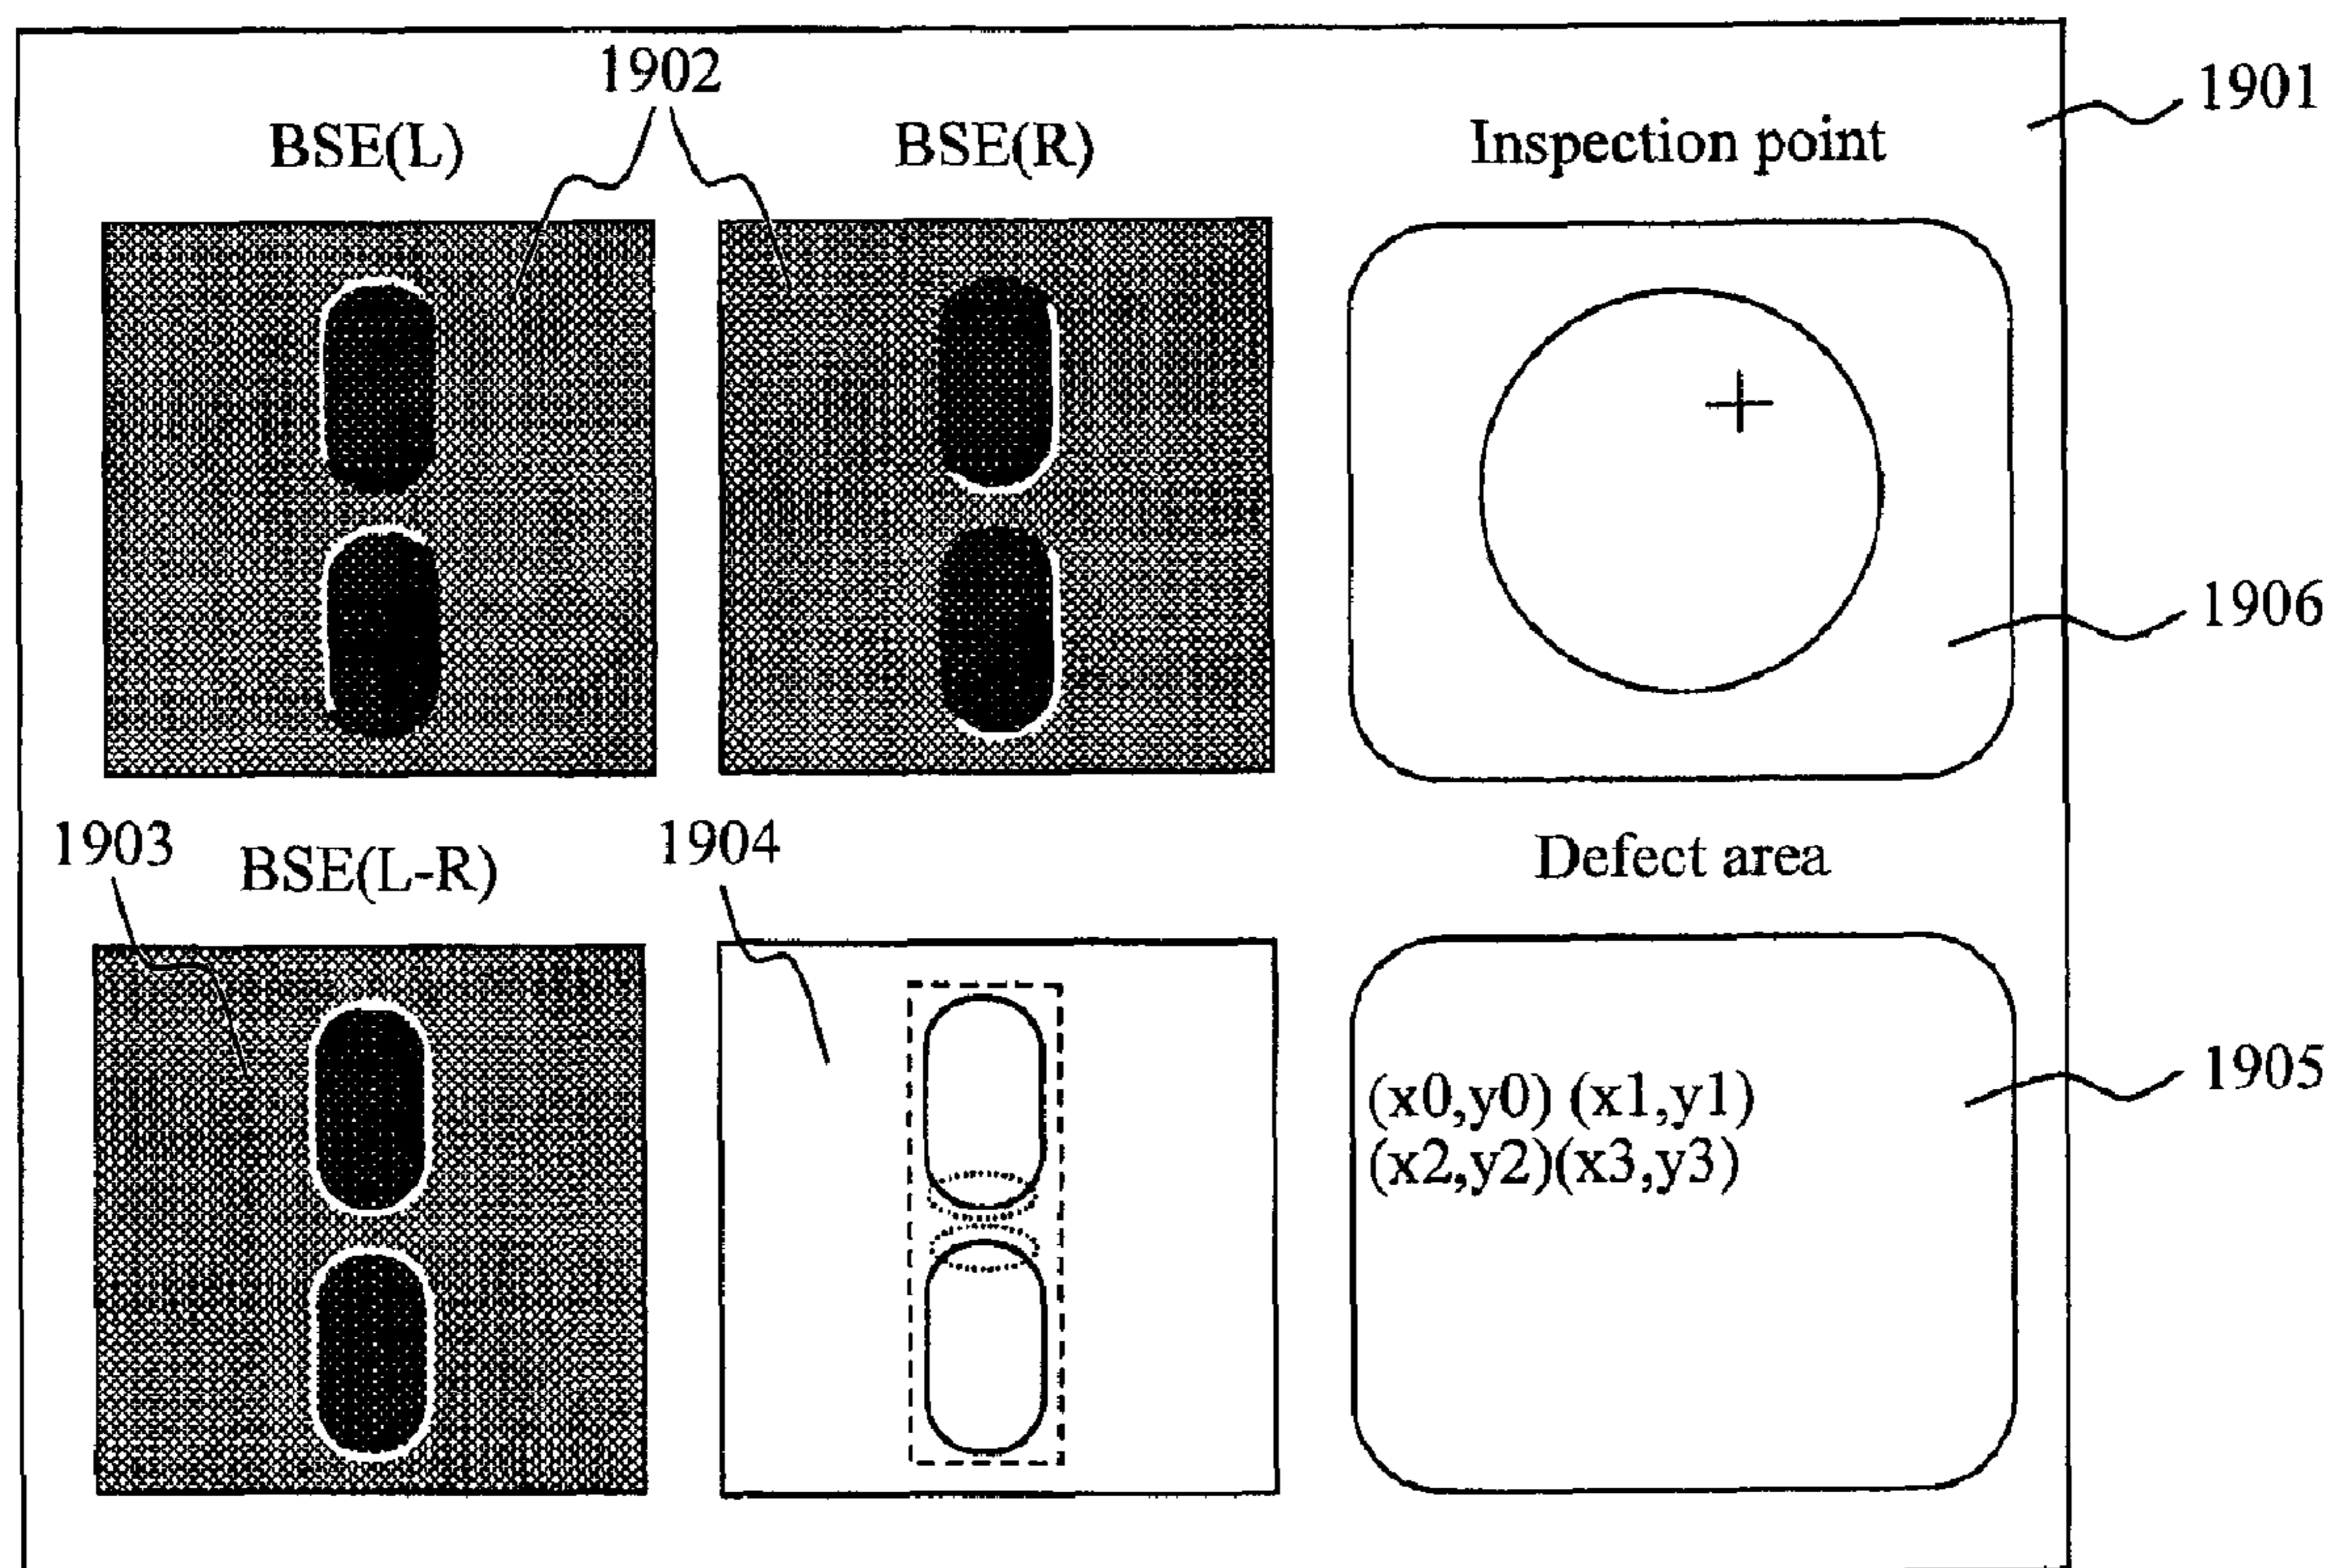 1902
1901
BSE(L)
BSE(R)
Inspection point
1906
1903
BSE(L-R)
1904
Defect area
(x0,y0) (x1,y1)
(x2,y2)(x3,y3)
1905